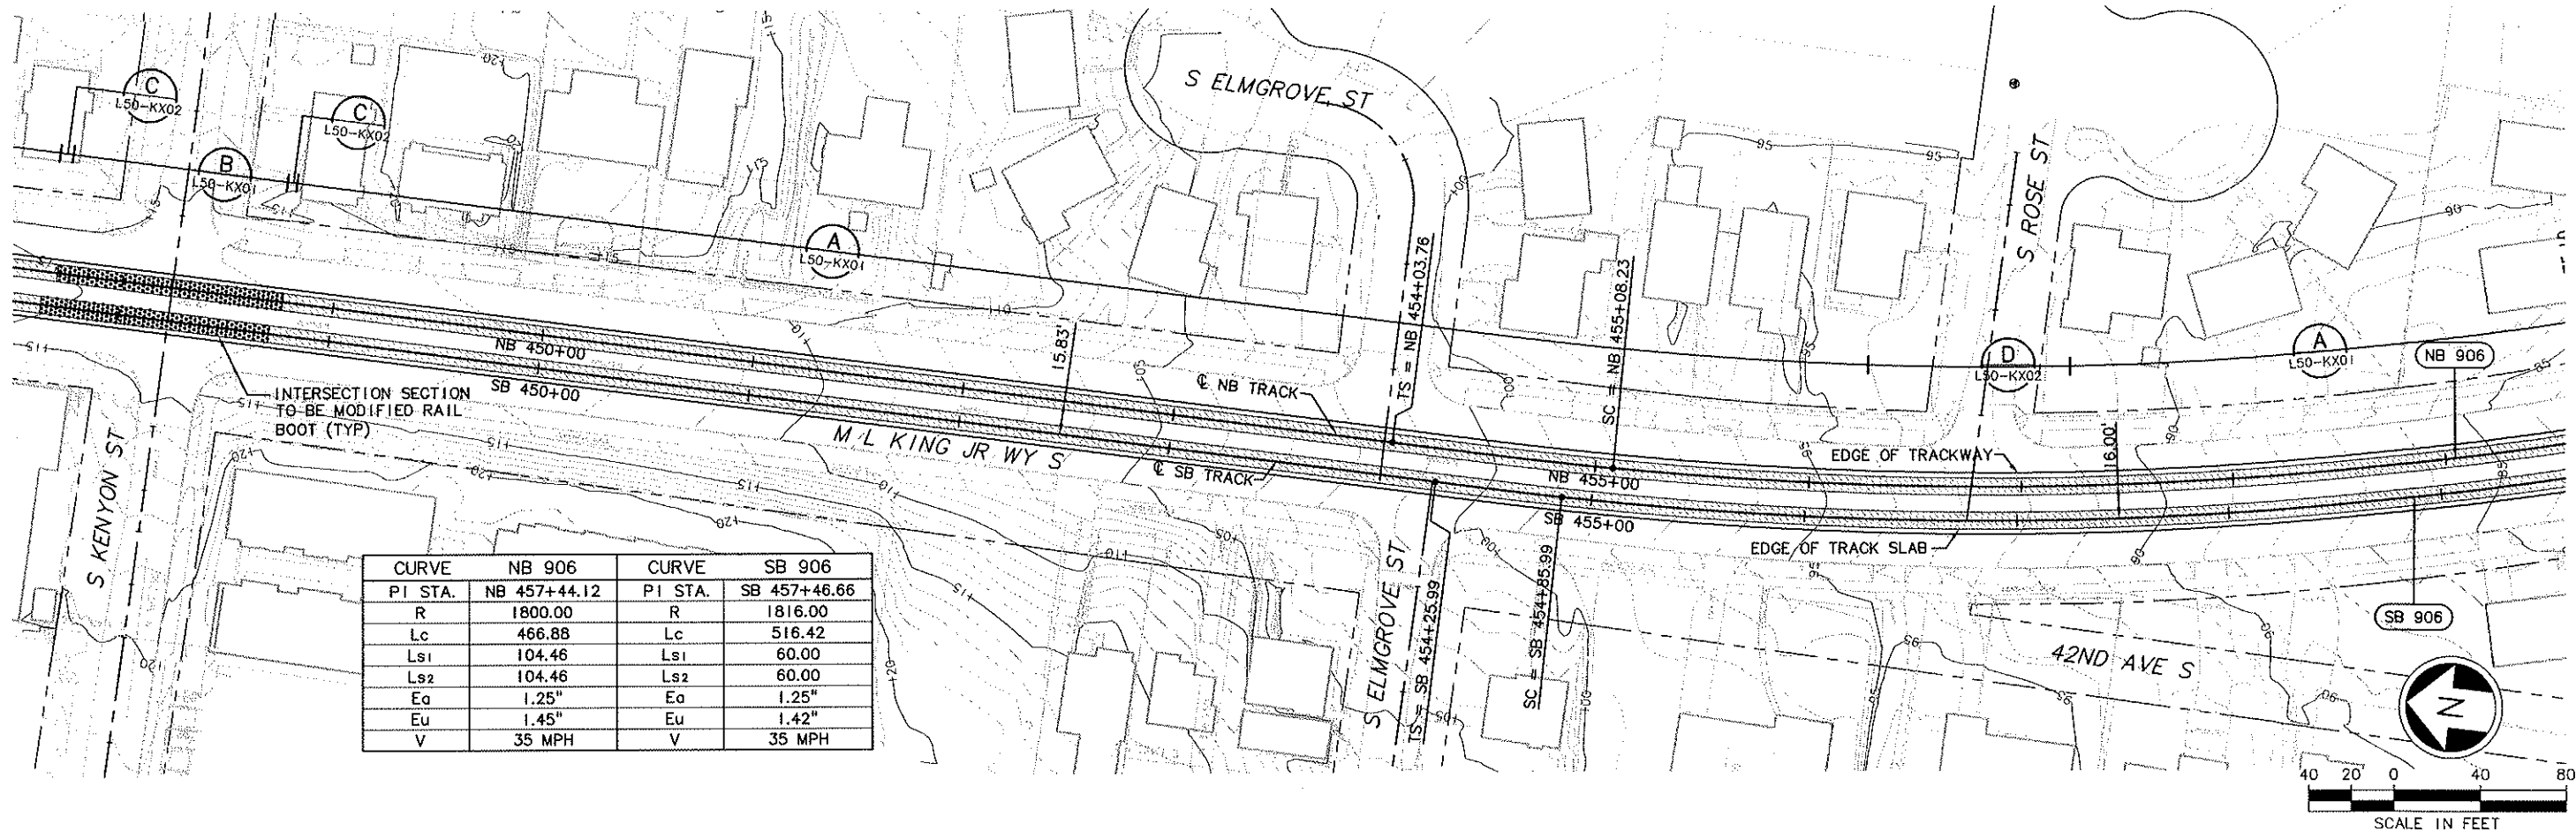 S ELMGROVE ST
C
L50-KX02
C
L50-KX02
B
L50-KX01
A
L50-KX01
S ROSE ST
D
L50-KX02
A
L50-KX01
NB 906
TS = NB 454+03.76
SC = NB 455+08.23
15.83'
16.00'
NB 450+00
SB 450+00
INTERSECTION SECTION
TO BE MODIFIED RAIL
BOOT (TYP)
M L KING JR WY S
℄ NB TRACK
℄ SB TRACK
NB 455+00
SB 455+00
EDGE OF TRACKWAY
EDGE OF TRACK SLAB
S KENYON ST
S ELMGROVE ST
TS = SB 454+25.99
SC = SB 454+85.99
SB 906
42ND AVE S
CURVE NB 906 CURVE SB 906
PI STA. NB 457+44.12 PI STA. SB 457+46.66
R 1800.00 R 1816.00
Lc 466.88 Lc 516.42
Ls1 104.46 Ls1 60.00
Ls2 104.46 Ls2 60.00
Ea 1.25" Ea 1.25"
Eu 1.45" Eu 1.42"
V 35 MPH V 35 MPH
N
40 20' 0 40 80
SCALE IN FEET